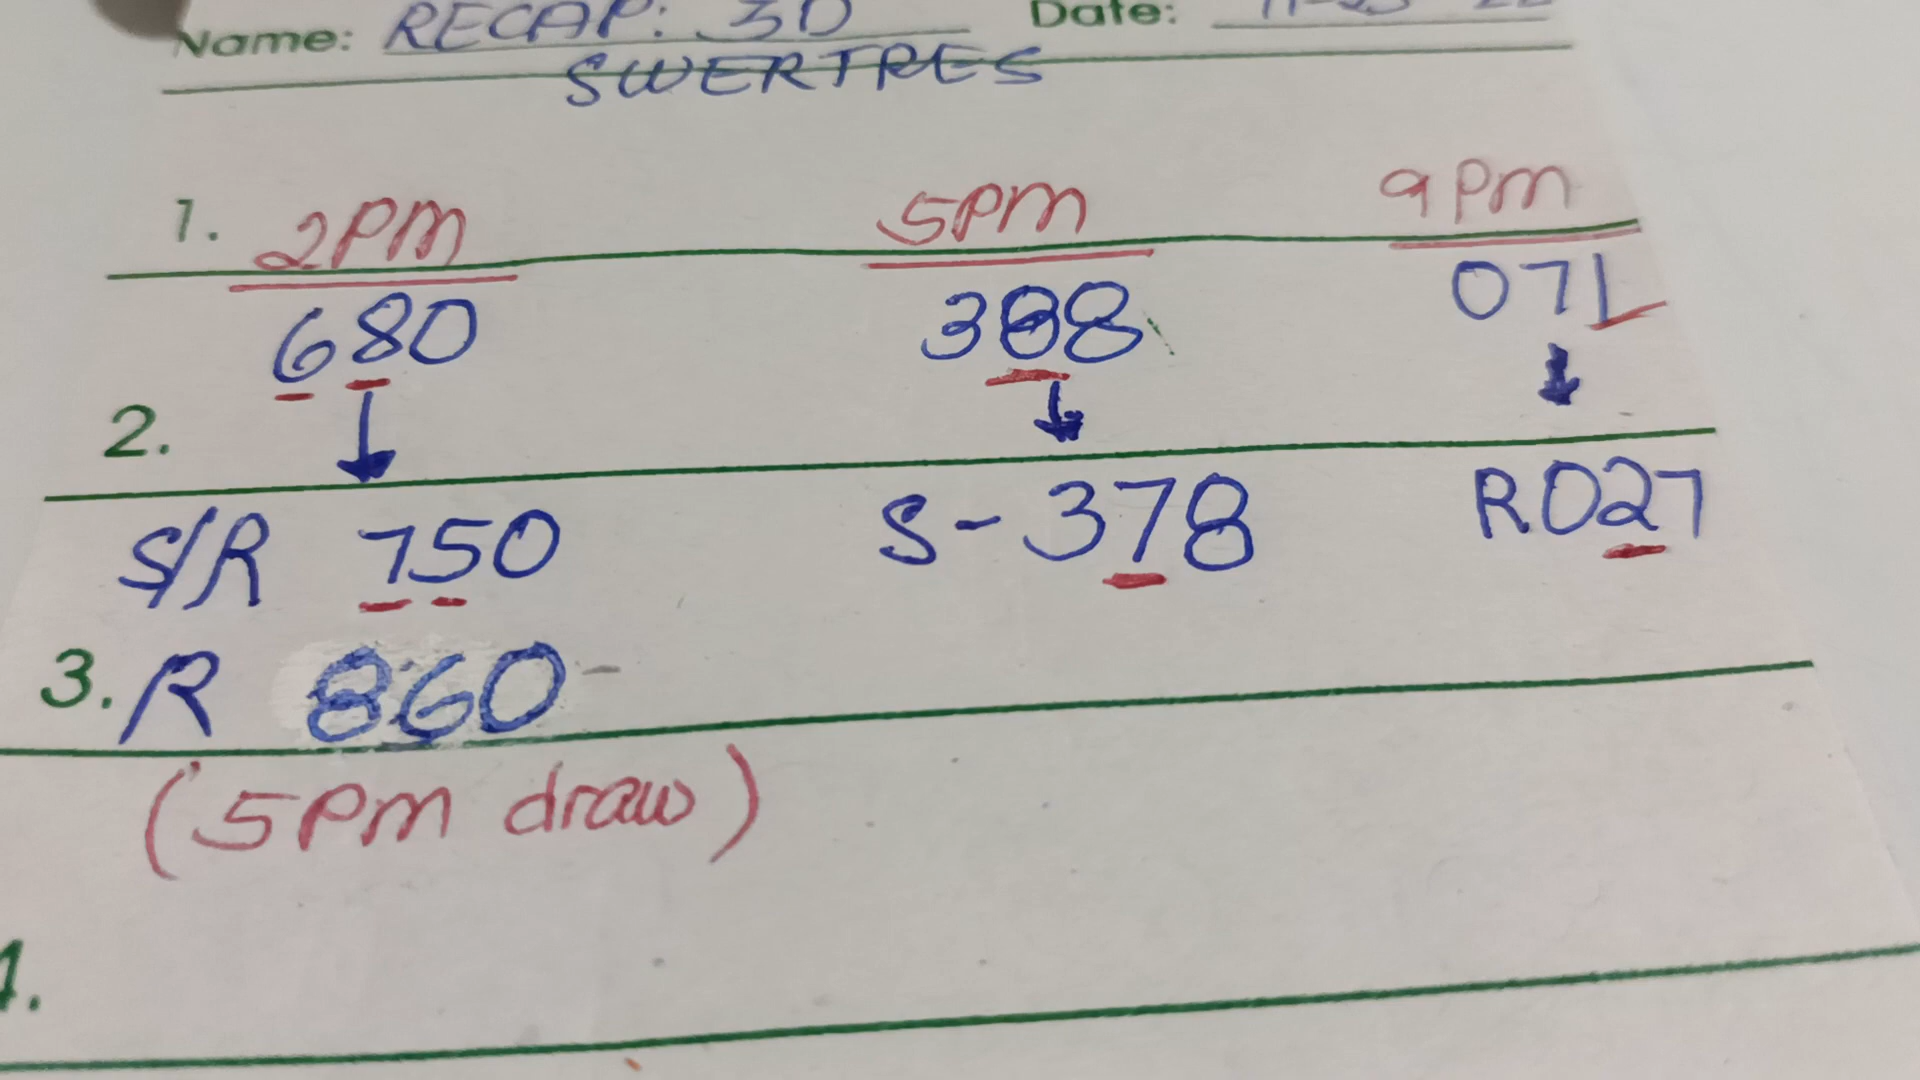 Name: RECAP: 3D Date:
SWERTRES
1. 2PM 5PM 9PM
680 388 071
2.
S/R 750 S-378 R027
3. R 860
(5PM draw)